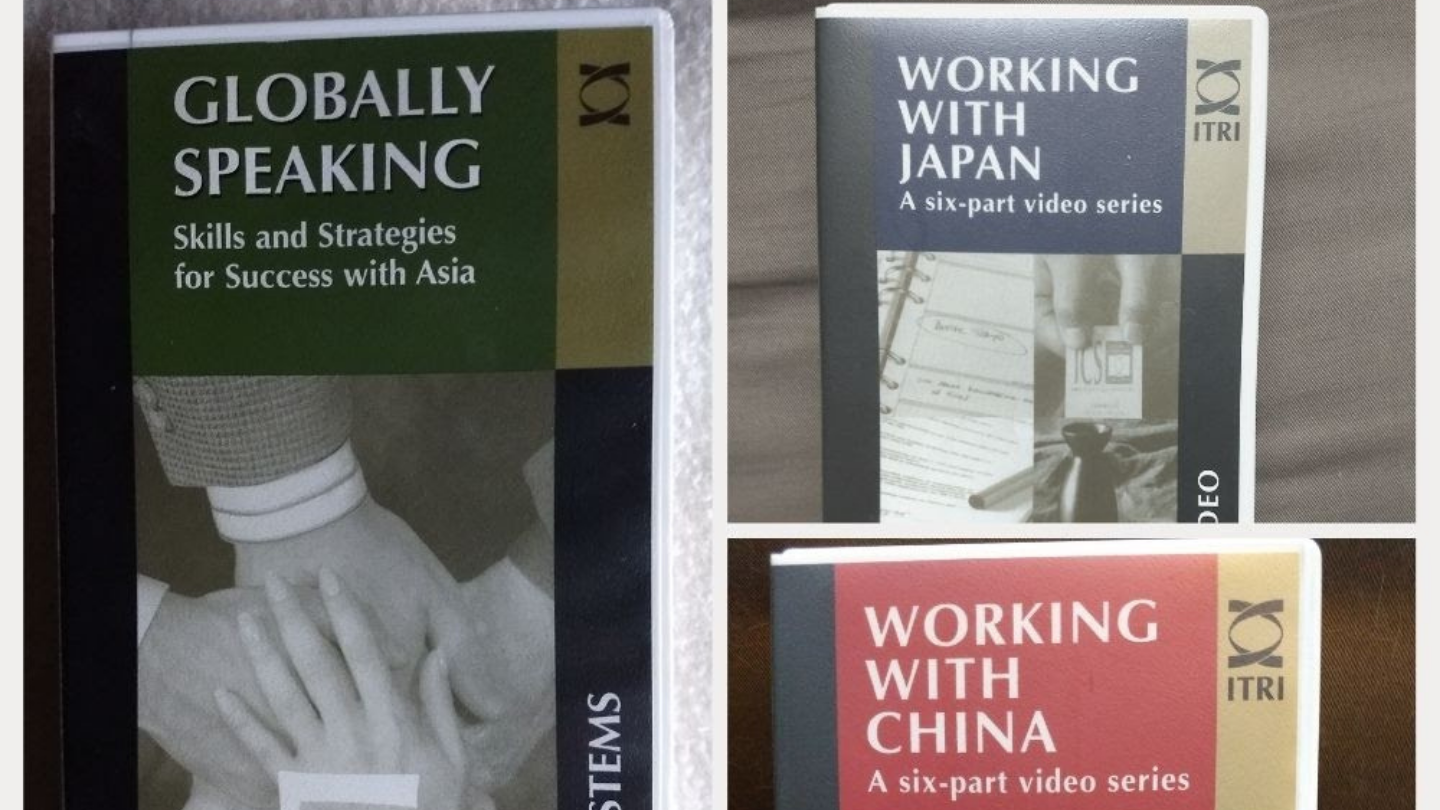 GLOBALLY
SPEAKING
Skills and Strategies
for Success with Asia
STEMS
WORKING
WITH
JAPAN
A six-part video series
ITRI
ICS
DEO
WORKING
WITH
CHINA
A six-part video series
ITRI